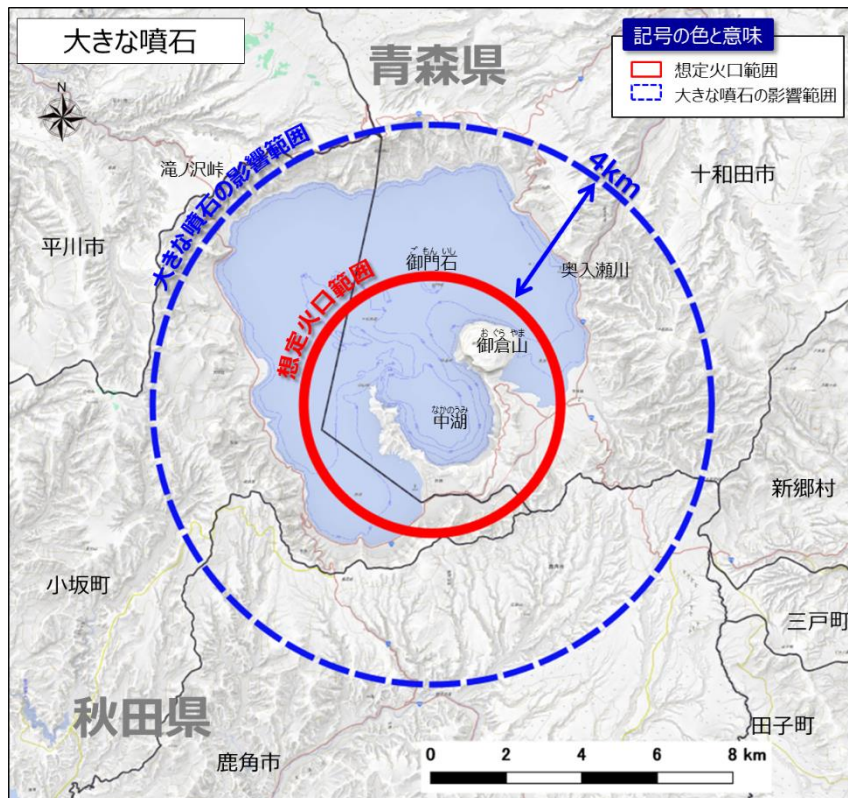 大きな噴石
記号の色と意味
想定火口範囲
大きな噴石の影響範囲
青森県
N
滝ノ沢峠
4km
十和田市
平川市
大きな噴石の影響範囲
ごもんいし
御門石
奥入瀬川
想定火口範囲
おぐらやま
御倉山
なかのうみ
中湖
新郷村
小坂町
三戸町
秋田県
田子町
鹿角市
0 2 4 6 8 km